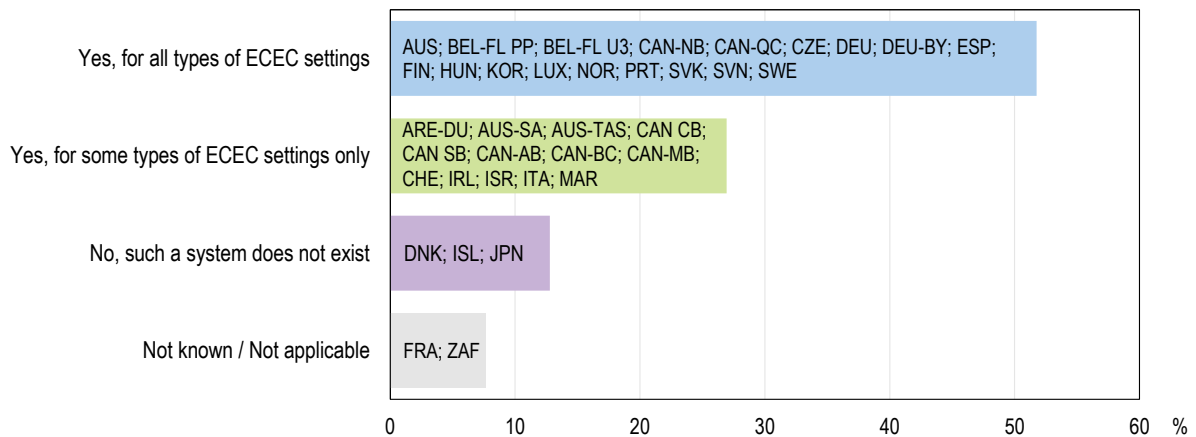 Yes, for all types of ECEC settings
AUS; BEL-FL PP; BEL-FL U3; CAN-NB; CAN-QC; CZE; DEU; DEU-BY; ESP;
FIN; HUN; KOR; LUX; NOR; PRT; SVK; SVN; SWE
Yes, for some types of ECEC settings only
ARE-DU; AUS-SA; AUS-TAS; CAN CB;
CAN SB; CAN-AB; CAN-BC; CAN-MB;
CHE; IRL; ISR; ITA; MAR
No, such a system does not exist
DNK; ISL; JPN
Not known / Not applicable
FRA; ZAF
0 10 20 30 40 50 60 %